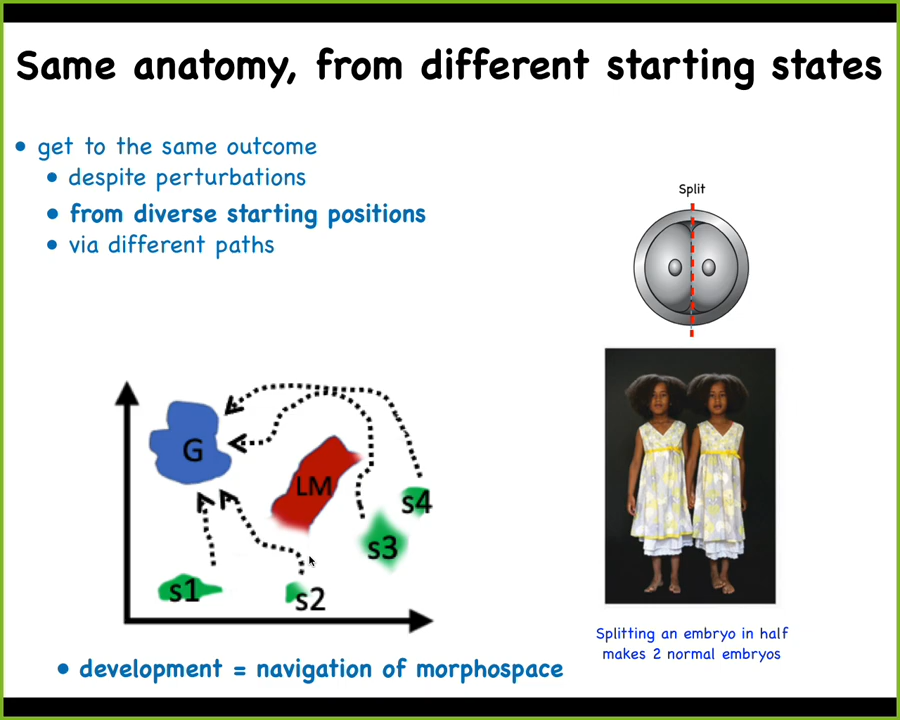 Same anatomy, from different starting states
• get to the same outcome
• despite perturbations
• from diverse starting positions
• via different paths
Split
G
LM
s4
s3
s1
s2
Splitting an embryo in half
makes 2 normal embryos
• development = navigation of morphospace